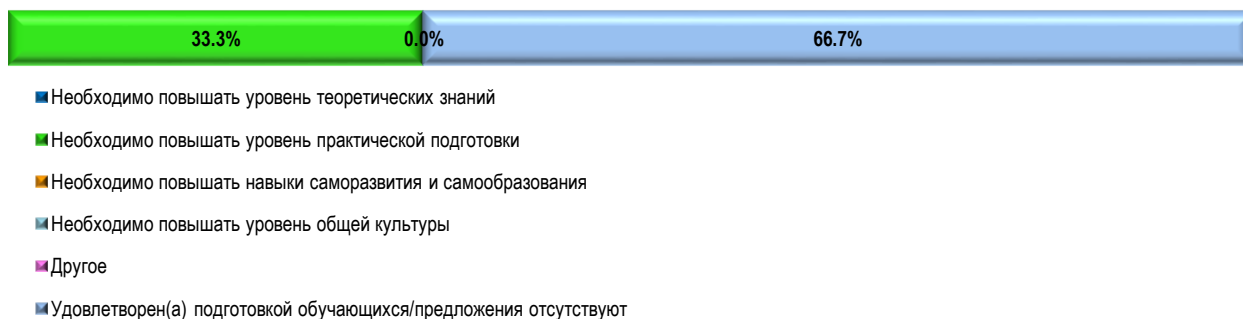 33.3% 0.0% 66.7%
Необходимо повышать уровень теоретических знаний
Необходимо повышать уровень практической подготовки
Необходимо повышать навыки саморазвития и самообразования
Необходимо повышать уровень общей культуры
Другое
Удовлетворен(а) подготовкой обучающихся/предложения отсутствуют